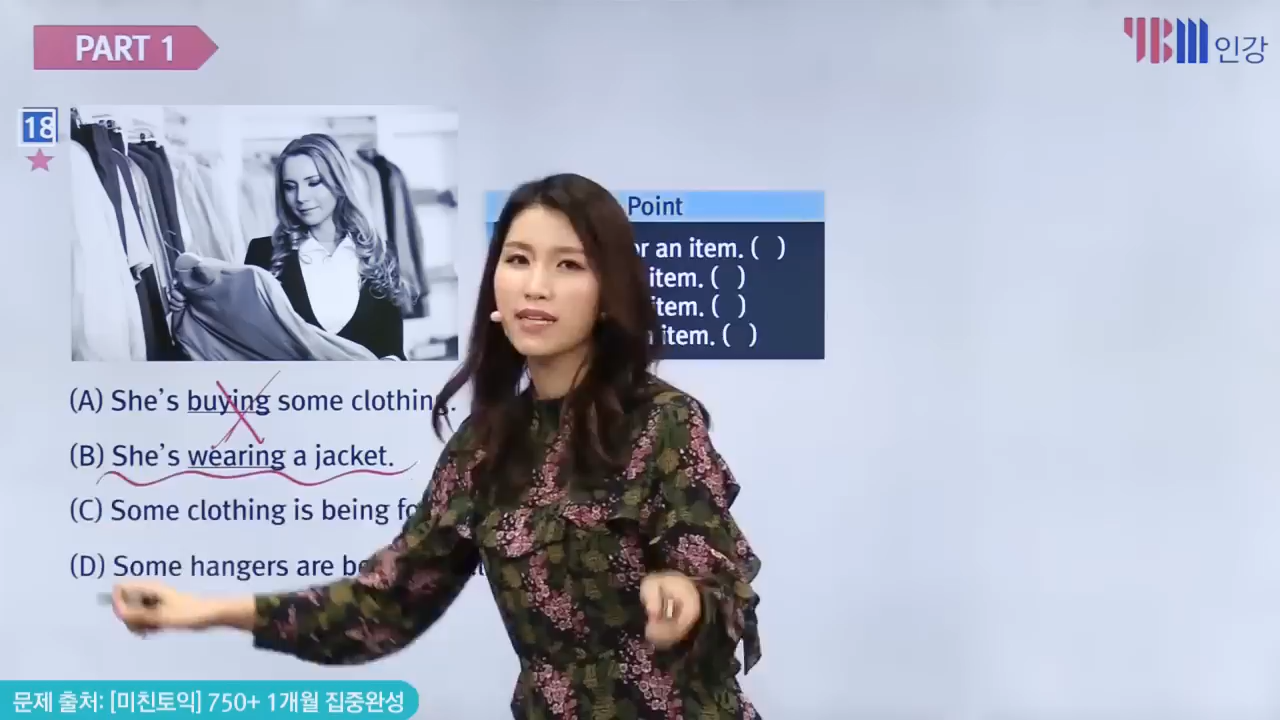 PART 1
YBM 인강
18
Point
or an item. ( )
item. ( )
item. ( )
item. ( )
(A) She's buying some clothing.
(B) She's wearing a jacket.
(C) Some clothing is being
(D) Some hangers are
문제 출처: [미친토익] 750+ 1개월 집중완성